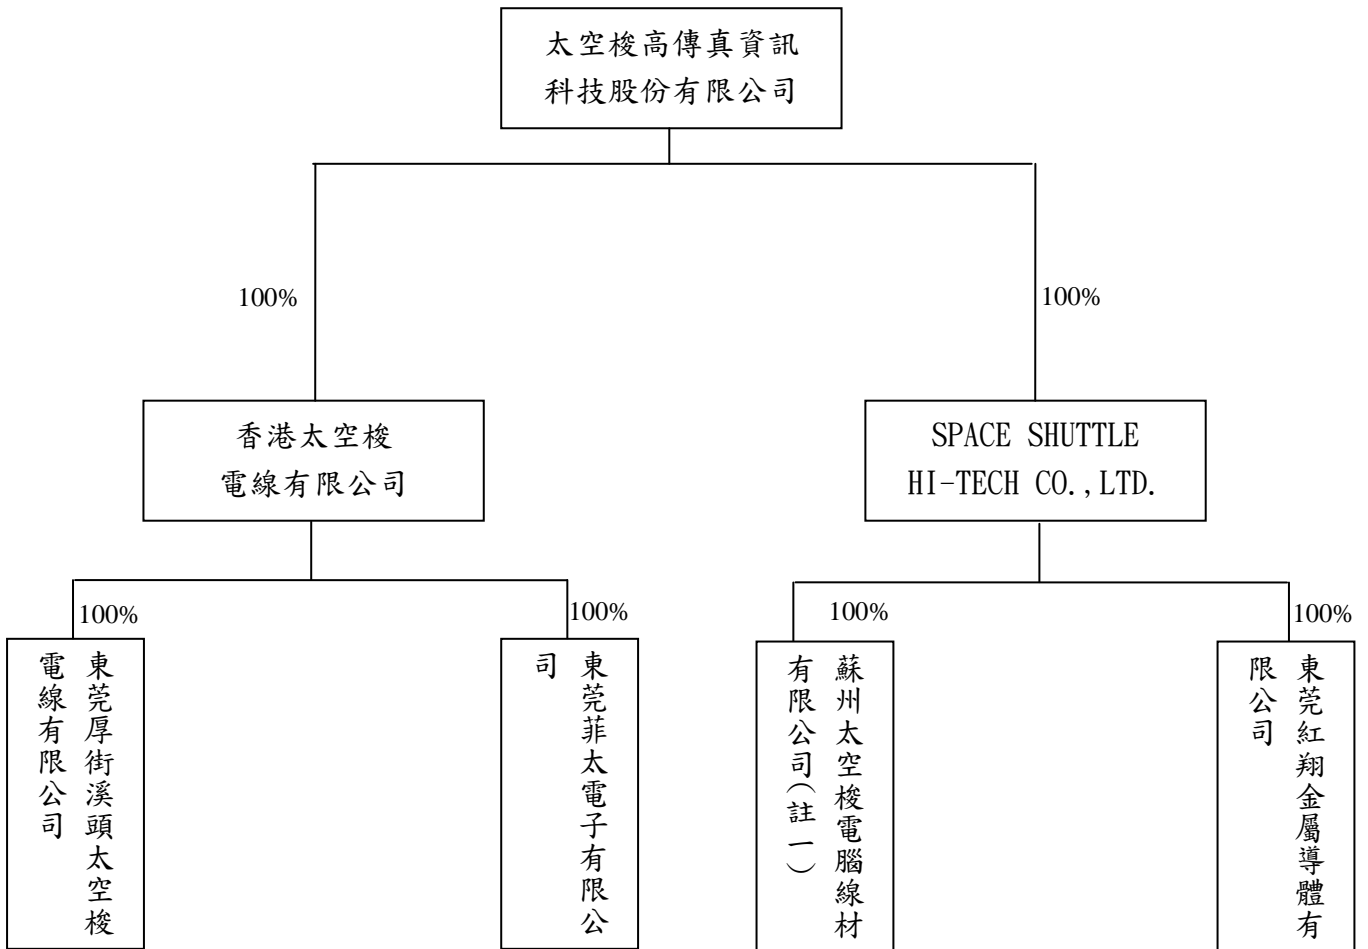 太空梭高傳真資訊
科技股份有限公司
100%
100%
香港太空梭
電線有限公司
SPACE SHUTTLE
HI-TECH CO.,LTD.
100%
100%
100%
100%
東莞厚街溪頭太空梭
電線有限公司
東莞菲太電子有限公
司
蘇州太空梭電腦線材
有限公司(註一)
東莞紅翔金屬導體有
限公司